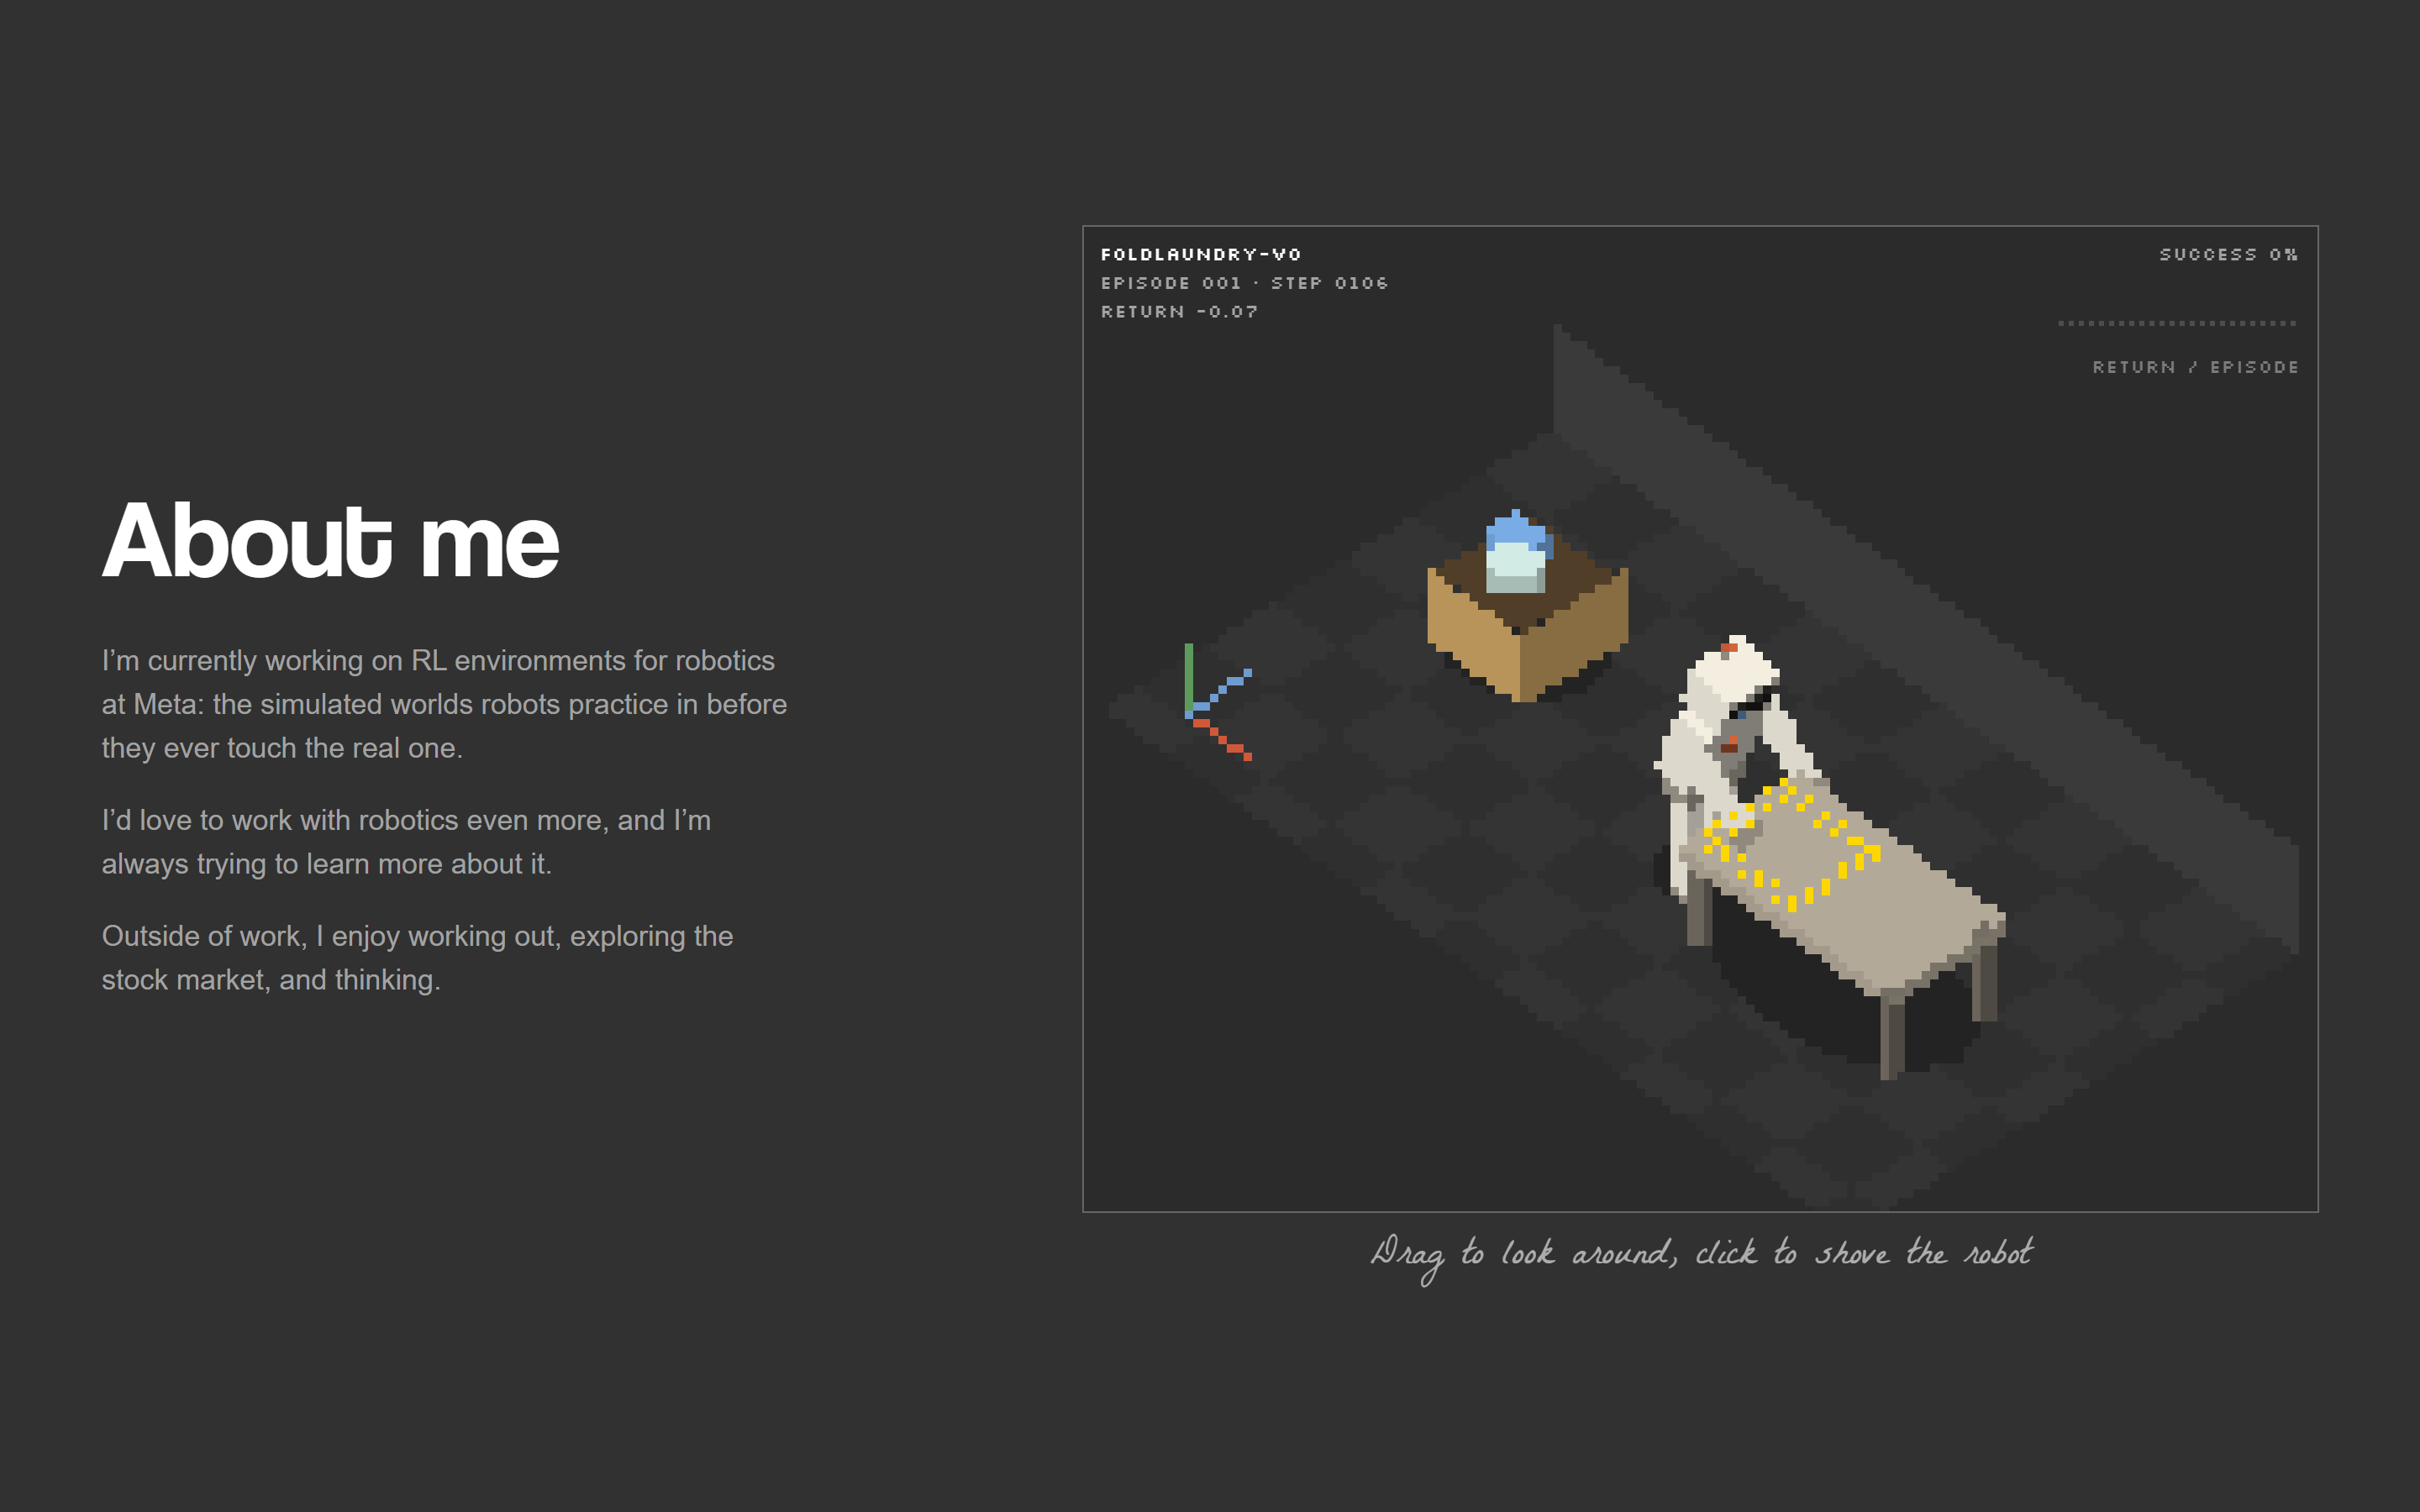 About me
I’m currently working on RL environments for robotics
at Meta: the simulated worlds robots practice in before
they ever touch the real one.
I’d love to work with robotics even more, and I’m
always trying to learn more about it.
Outside of work, I enjoy working out, exploring the
stock market, and thinking.
FOLDLAUNDRY-V0
EPISODE 001 · STEP 0106
RETURN -0.07
SUCCESS 0%
RETURN / EPISODE
Drag to look around, click to shove the robot